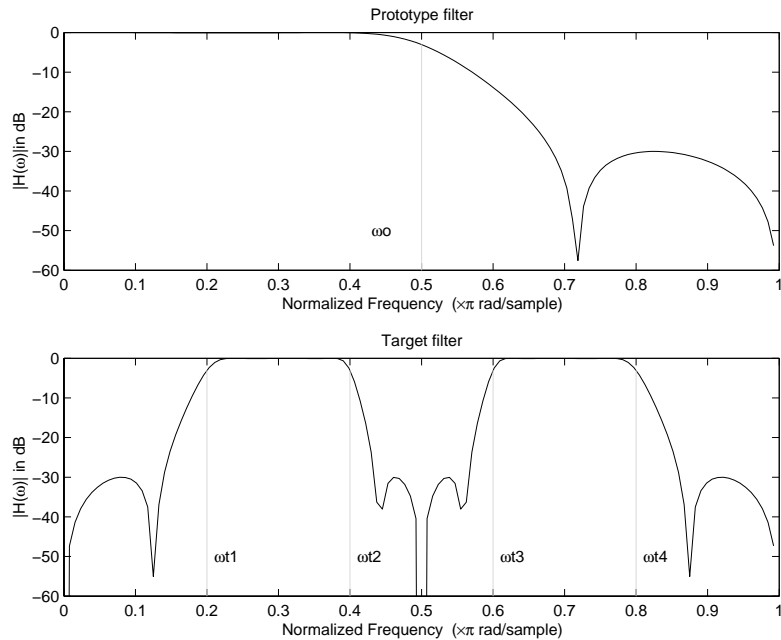 Prototype filter
0
−10
−20
−30
−40
−50
−60
|H(ω)|in dB
ωo
0 0.1 0.2 0.3 0.4 0.5 0.6 0.7 0.8 0.9 1
Normalized Frequency (×π rad/sample)
Target filter
0
−10
−20
−30
−40
−50
−60
|H(ω)| in dB
ωt1 ωt2 ωt3 ωt4
0 0.1 0.2 0.3 0.4 0.5 0.6 0.7 0.8 0.9 1
Normalized Frequency (×π rad/sample)